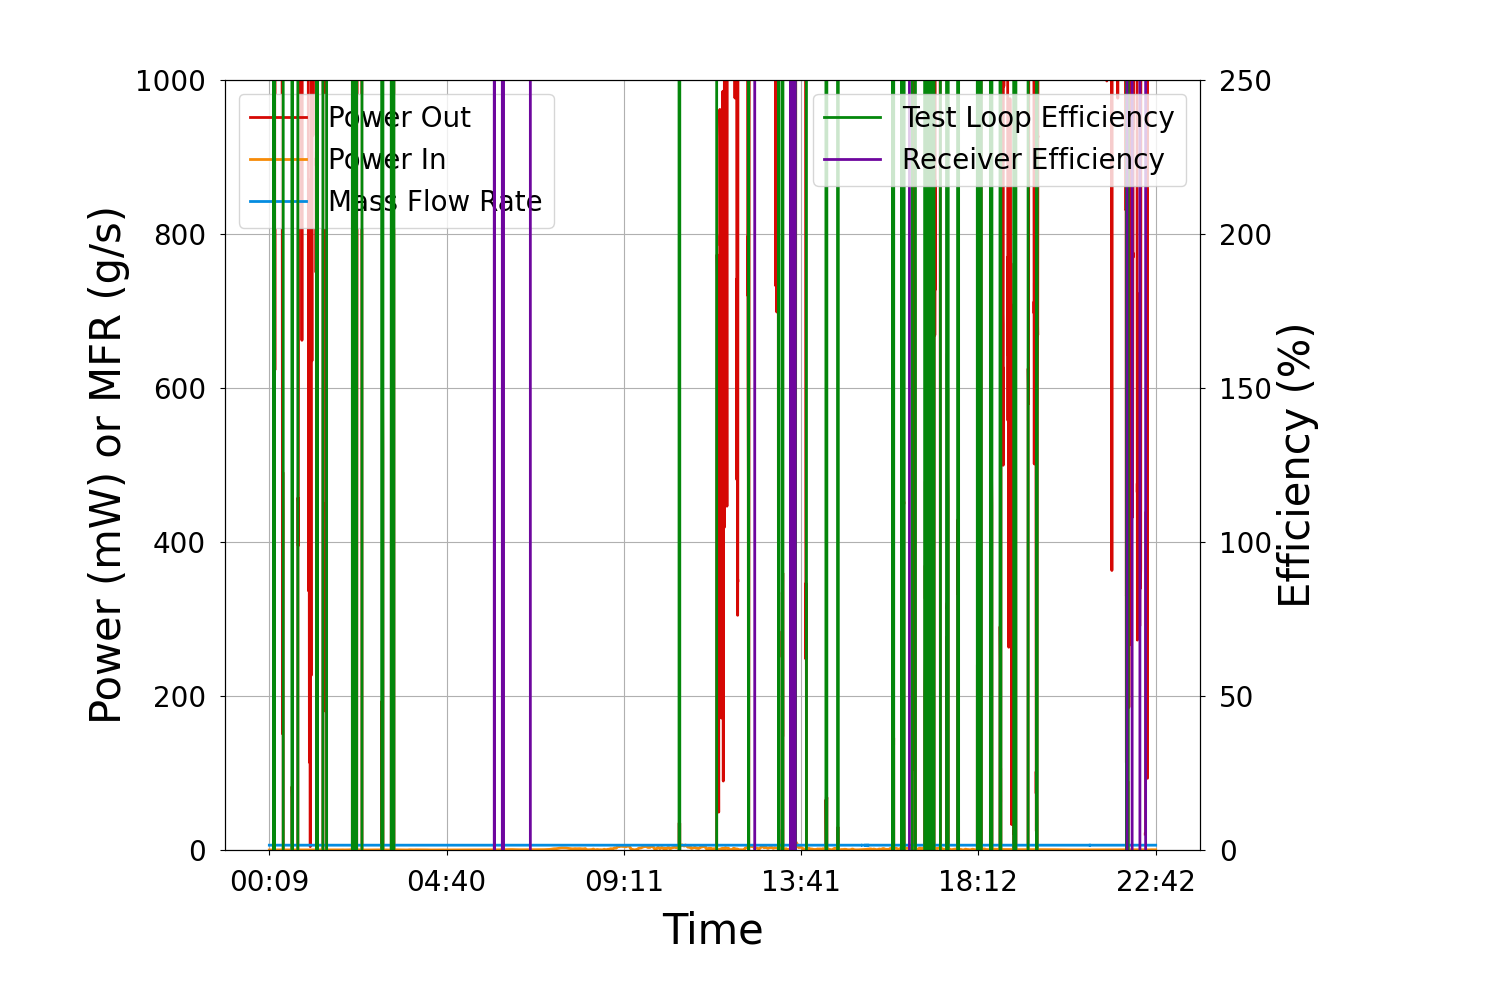 1000
800
600
400
200
0
Power (mW) or MFR (g/s)
Power Out
Power In
Mass Flow Rate
Test Loop Efficiency
Receiver Efficiency
250
200
150
100
50
0
Efficiency (%)
00:09 04:40 09:11 13:41 18:12 22:42
Time